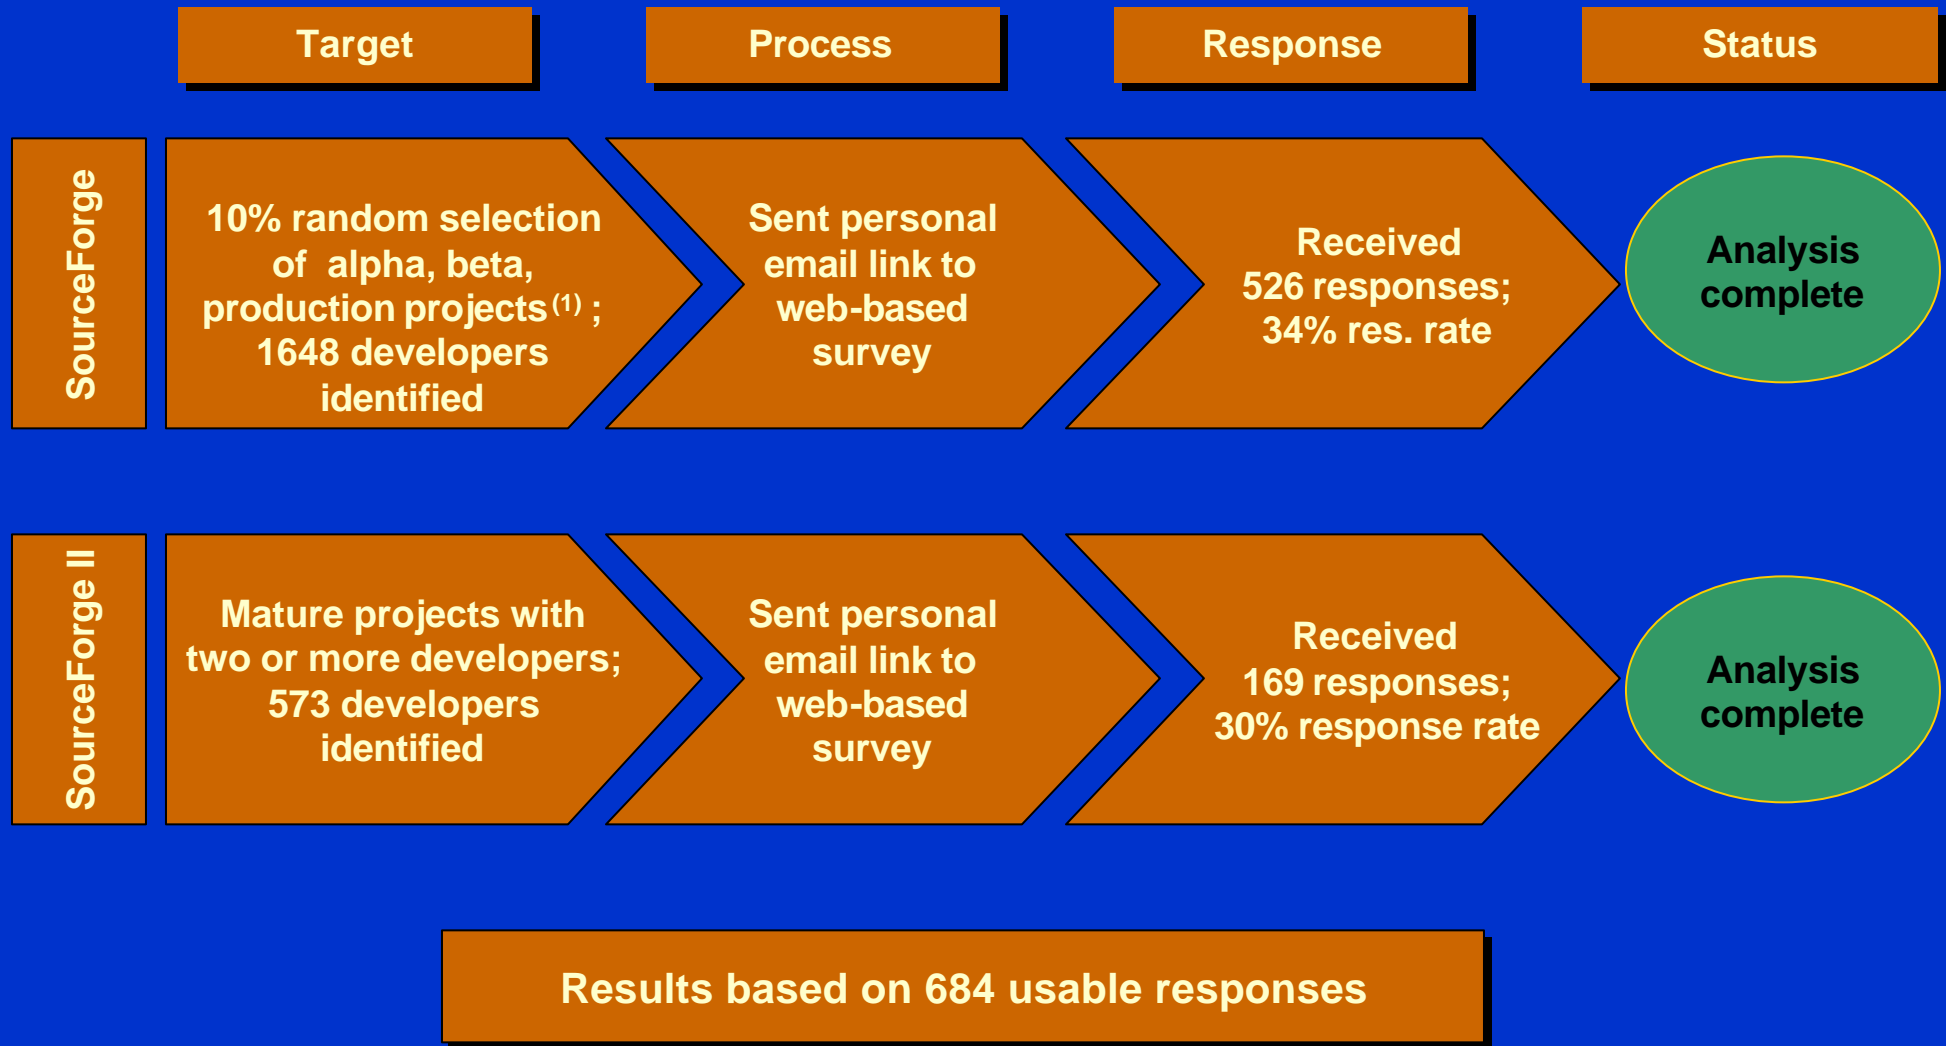 Target
Process
Response
Status
SourceForge
10% random selection
of alpha, beta,
production projects(1) ;
1648 developers
identified
Sent personal
email link to
web-based
survey
Received
526 responses;
34% res. rate
Analysis
complete
SourceForge II
Mature projects with
two or more developers;
573 developers
identified
Sent personal
email link to
web-based
survey
Received
169 responses;
30% response rate
Analysis
complete
Results based on 684 usable responses